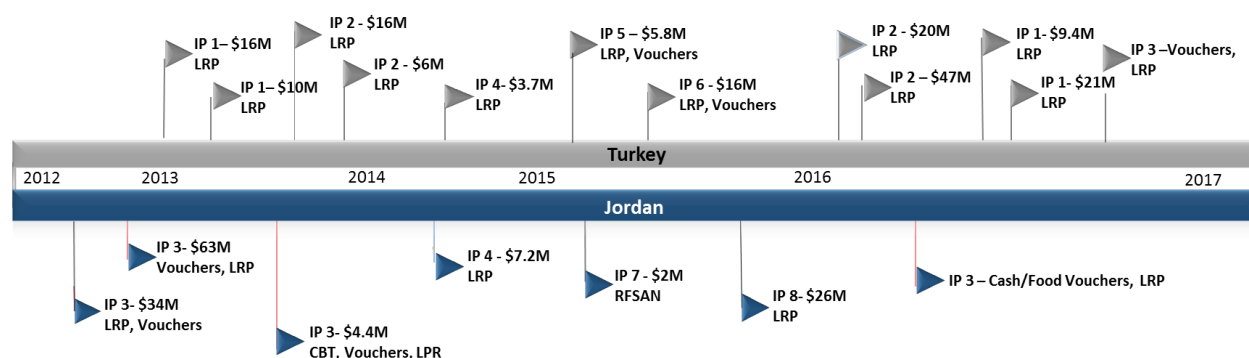 IP 1– $16M
LRP
IP 1– $10M
LRP
IP 2 - $16M
LRP
IP 2 - $6M
LRP
IP 4- $3.7M
LRP
IP 5 – $5.8M
LRP, Vouchers
IP 6 - $16M
LRP, Vouchers
IP 2 - $20M
LRP
IP 2 – $47M
LRP
IP 1- $9.4M
LRP
IP 1- $21M
LRP
IP 3 –Vouchers,
LRP
Turkey
2012
2013
2014
2015
2016
2017
Jordan
IP 3- $34M
LRP, Vouchers
IP 3- $63M
Vouchers, LRP
IP 3- $4.4M
CBT, Vouchers, LPR
IP 4 - $7.2M
LRP
IP 7 - $2M
RFSAN
IP 8- $26M
LRP
IP 3 – Cash/Food Vouchers, LRP